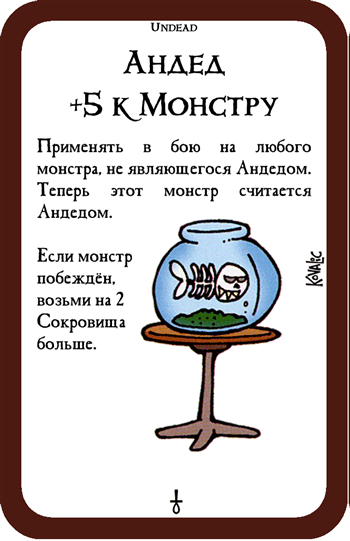 Undead
Андед
+5 к Монстру
Применять в бою на любого
монстра, не являющегося Андедом.
Теперь этот монстр считается
Андедом.
Если монстр
побеждён,
возьми на 2
Сокровища
больше.
Kovalic